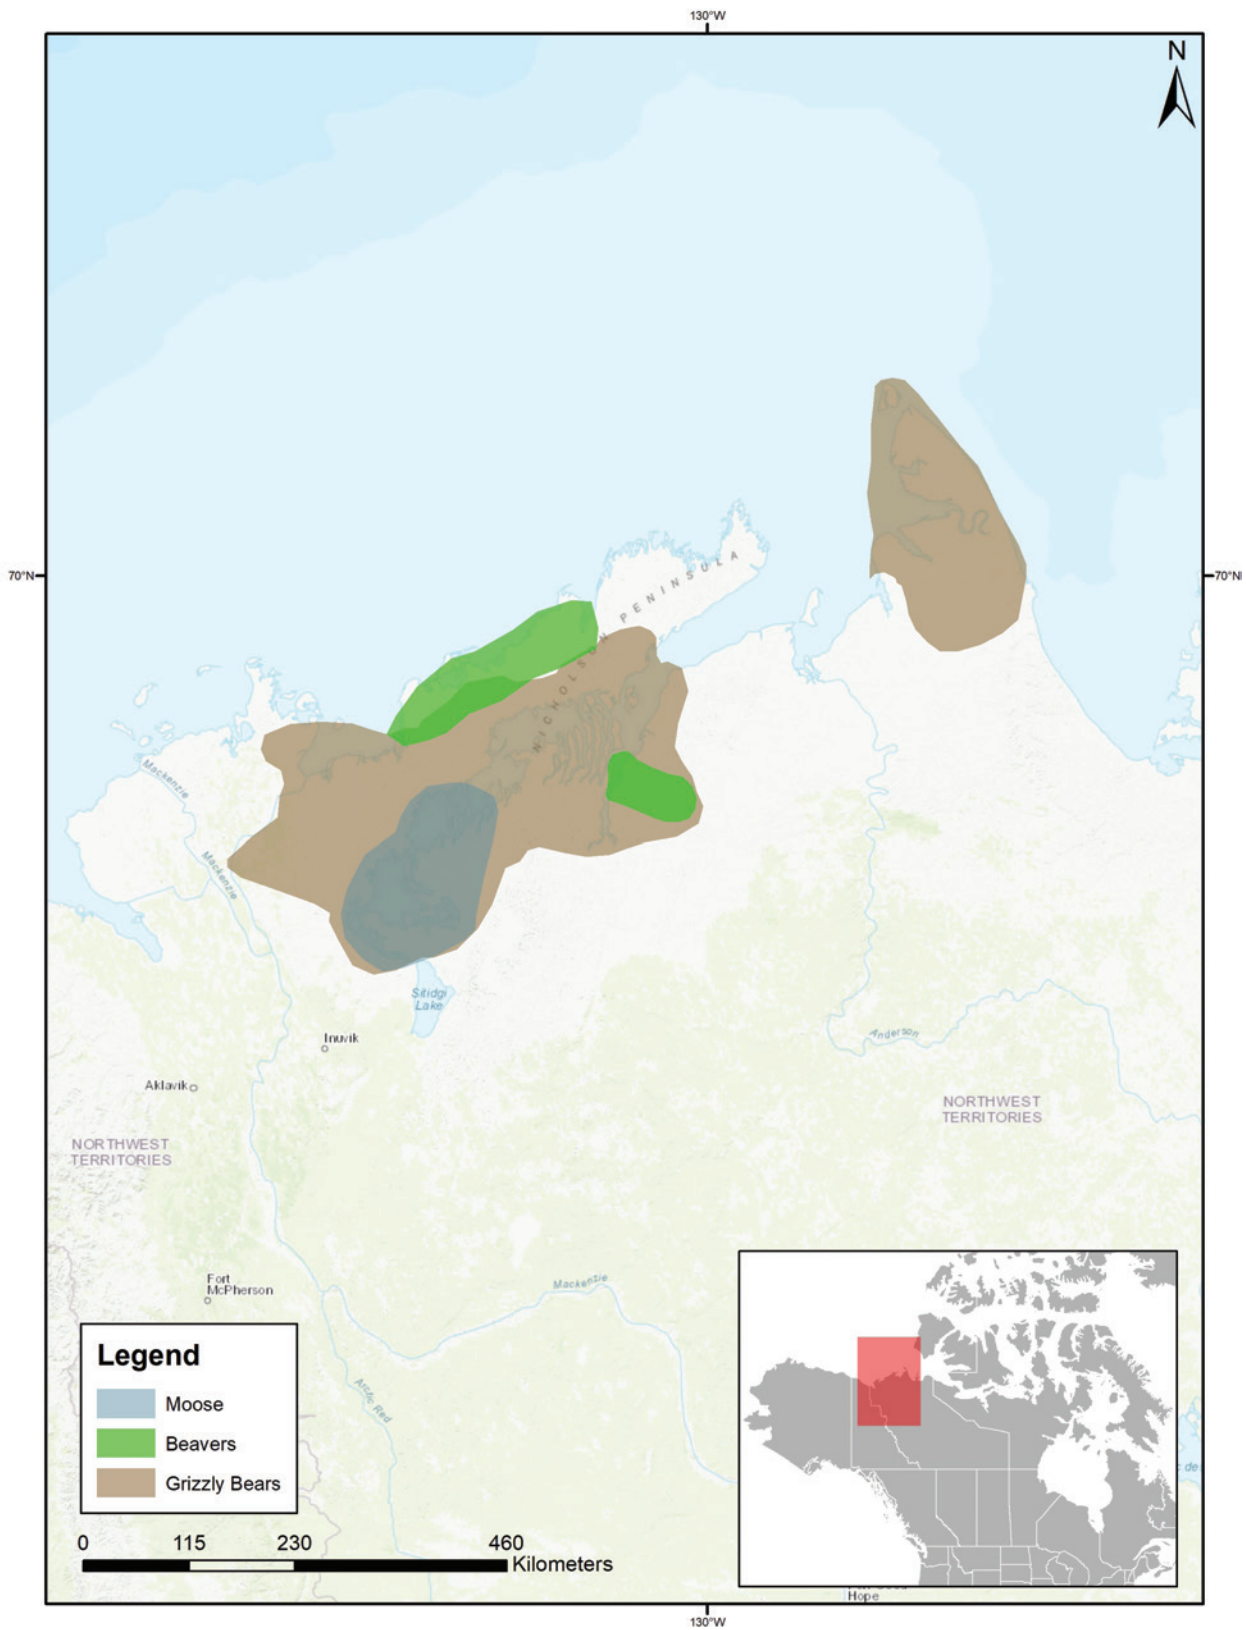 130°W
N
70°N
70°N
NICHOLSON PENINSULA
Mackenzie
Mackenzie
Sitidgi
Lake
Inuvik
Anderson
Aklavik
NORTHWEST
TERRITORIES
NORTHWEST
TERRITORIES
Fort
McPherson
Mackenzie
Arctic Red
Legend
Moose
Beavers
Grizzly Bears
0 115 230 460
Kilometers
Hope
130°W